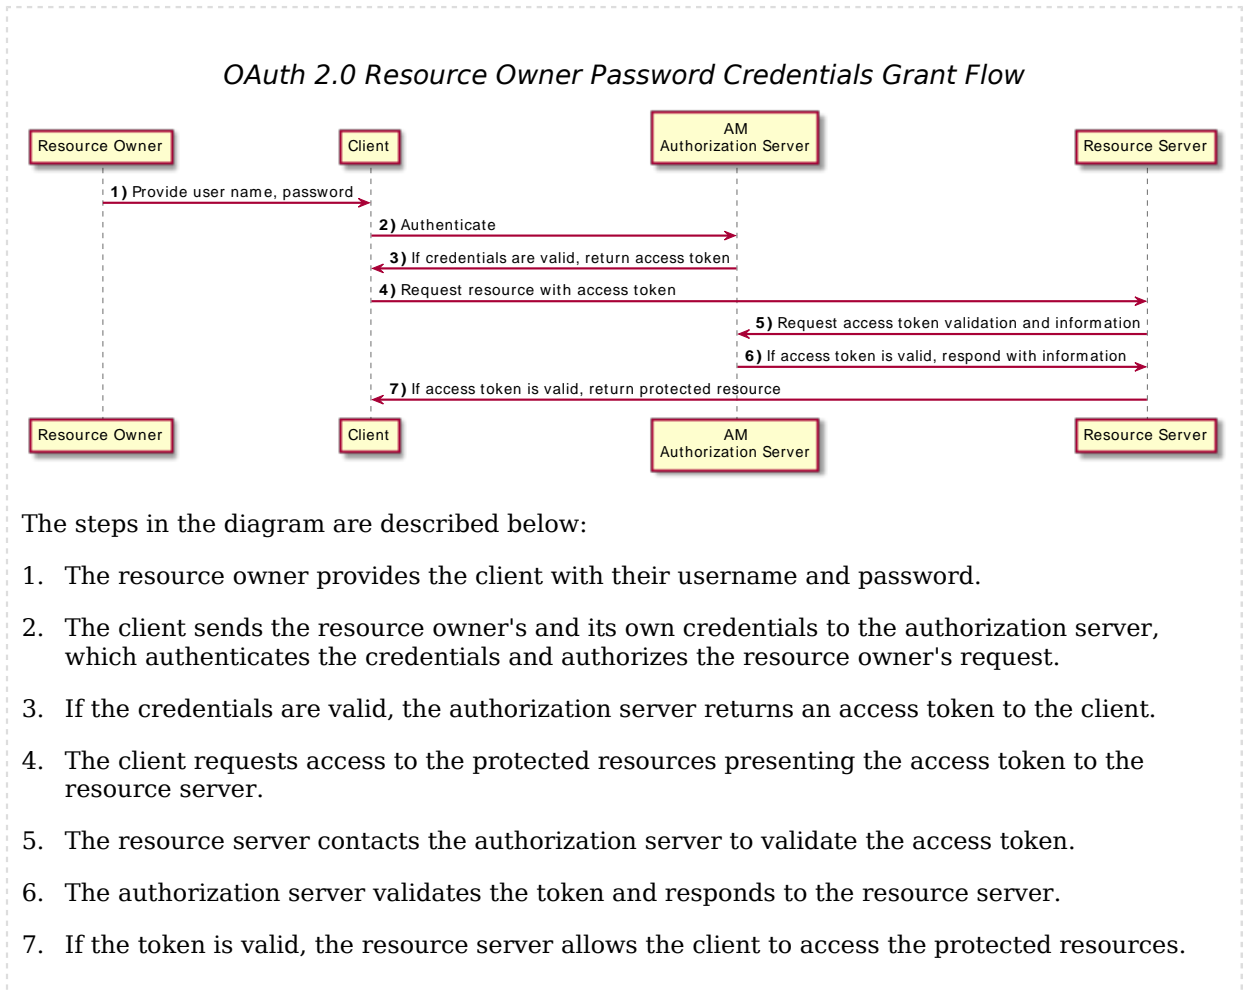 OAuth 2.0 Resource Owner Password Credentials Grant Flow
Resource Owner
Client
AM
Authorization Server
Resource Server
1) Provide user name, password
2) Authenticate
3) If credentials are valid, return access token
4) Request resource with access token
5) Request access token validation and information
6) If access token is valid, respond with information
7) If access token is valid, return protected resource
Resource Owner
Client
AM
Authorization Server
Resource Server
The steps in the diagram are described below:
1. The resource owner provides the client with their username and password.
2. The client sends the resource owner's and its own credentials to the authorization server,
which authenticates the credentials and authorizes the resource owner's request.
3. If the credentials are valid, the authorization server returns an access token to the client.
4. The client requests access to the protected resources presenting the access token to the
resource server.
5. The resource server contacts the authorization server to validate the access token.
6. The authorization server validates the token and responds to the resource server.
7. If the token is valid, the resource server allows the client to access the protected resources.